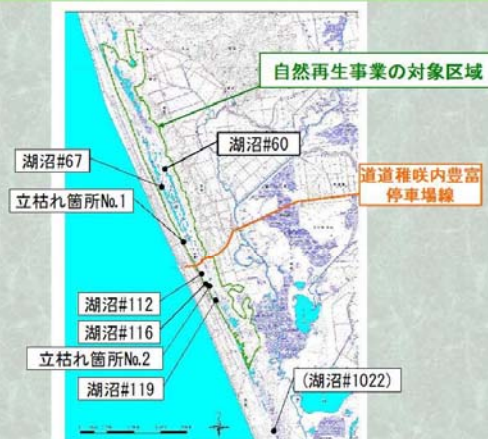 自然再生事業の対象区域
湖沼#60
湖沼#67
道道稚咲内豊富
停車場線
立枯れ箇所No.1
湖沼#112
湖沼#116
立枯れ箇所No.2
湖沼#119
(湖沼#1022)